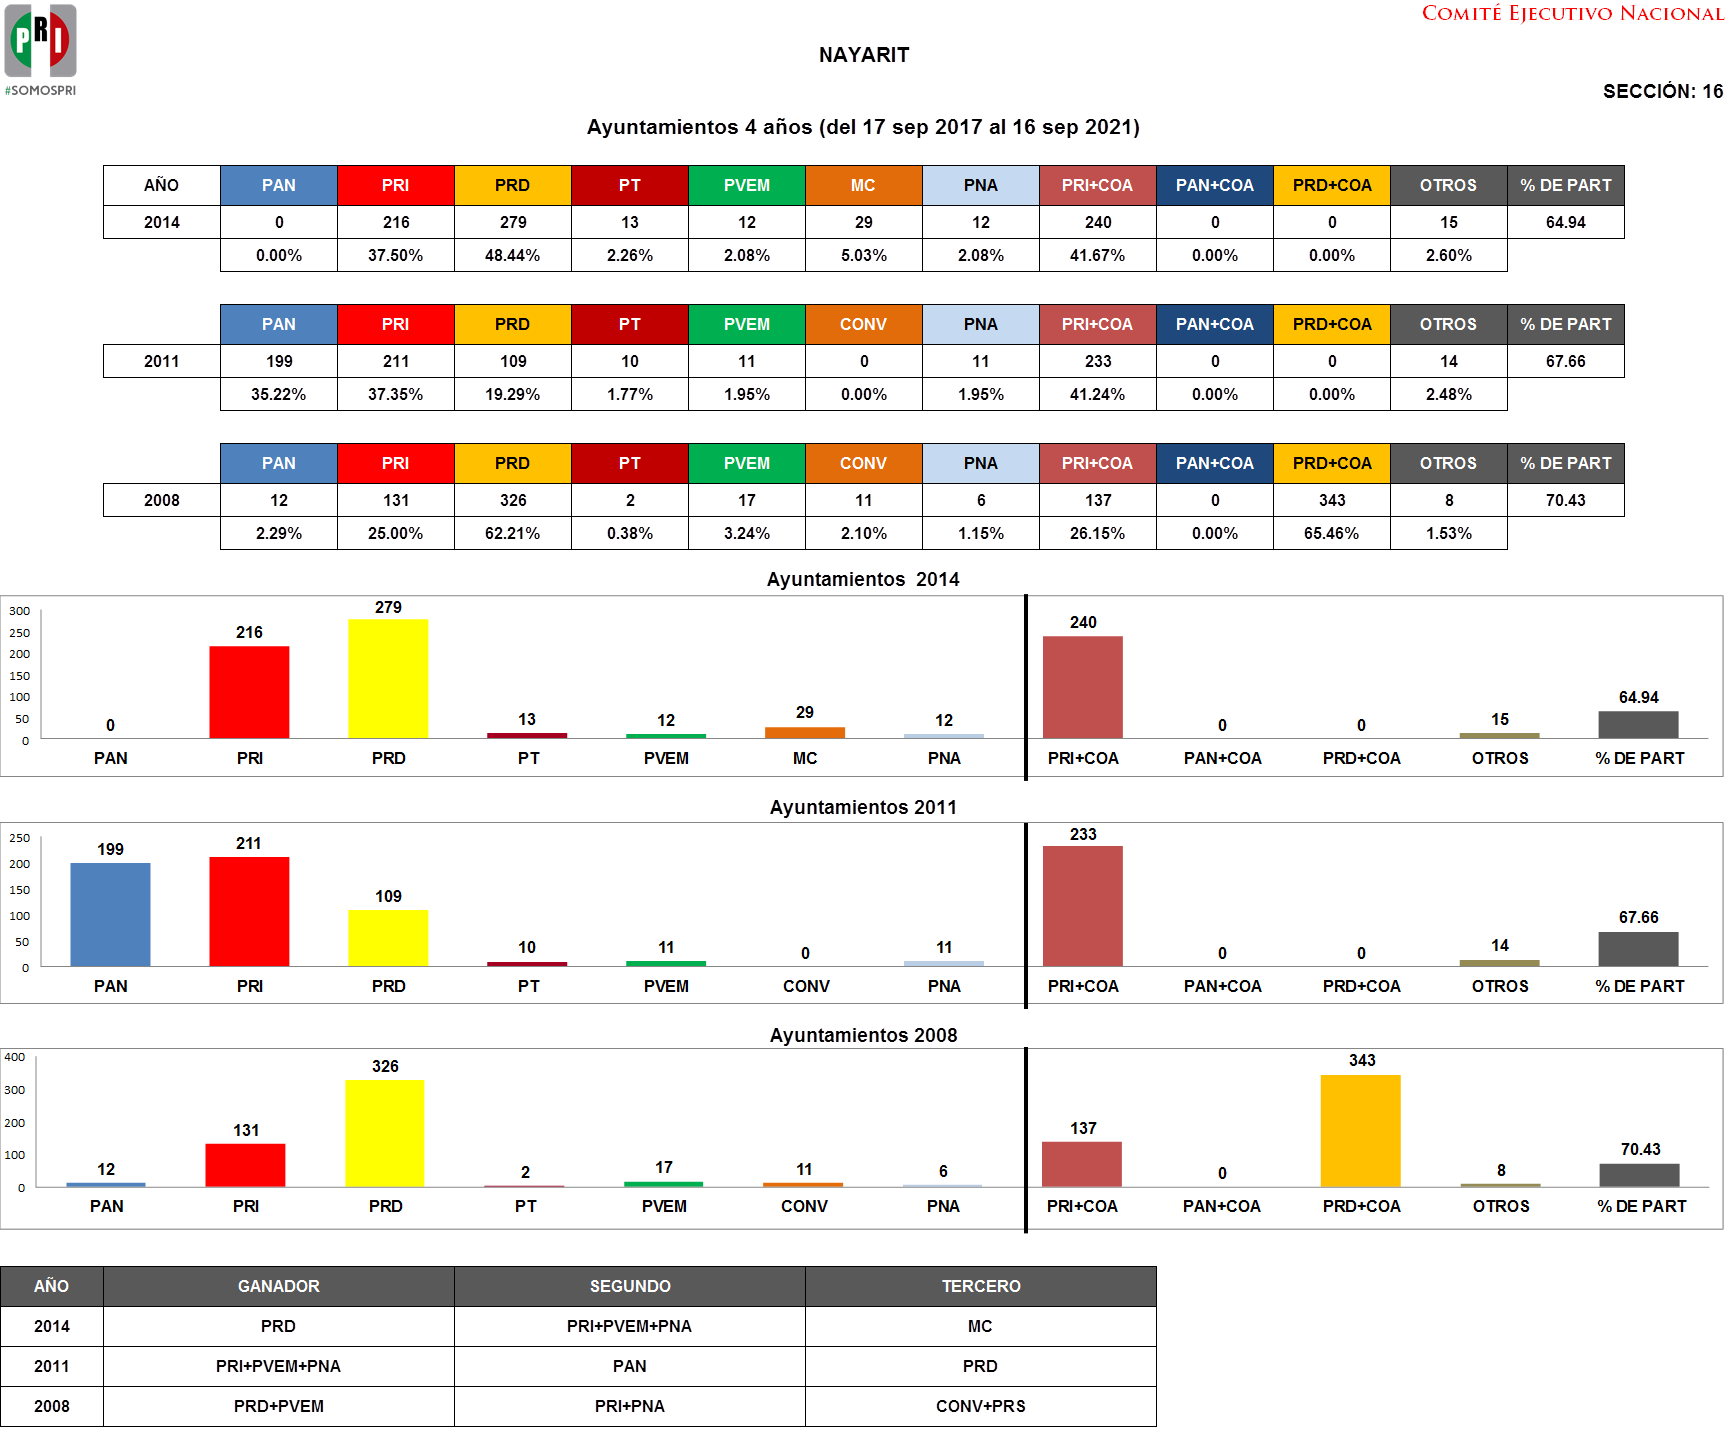 COMITÉ EJECUTIVO NACIONAL
PRI
#SOMOSPRI
NAYARIT
SECCIÓN: 16
Ayuntamientos 4 años (del 17 sep 2017 al 16 sep 2021)
AÑO PAN PRI PRD PT PVEM MC PNA PRI+COA PAN+COA PRD+COA OTROS % DE PART
2014 0 216 279 13 12 29 12 240 0 0 15 64.94
0.00% 37.50% 48.44% 2.26% 2.08% 5.03% 2.08% 41.67% 0.00% 0.00% 2.60%
PAN PRI PRD PT PVEM CONV PNA PRI+COA PAN+COA PRD+COA OTROS % DE PART
2011 199 211 109 10 11 0 11 233 0 0 14 67.66
35.22% 37.35% 19.29% 1.77% 1.95% 0.00% 1.95% 41.24% 0.00% 0.00% 2.48%
PAN PRI PRD PT PVEM CONV PNA PRI+COA PAN+COA PRD+COA OTROS % DE PART
2008 12 131 326 2 17 11 6 137 0 343 8 70.43
2.29% 25.00% 62.21% 0.38% 3.24% 2.10% 1.15% 26.15% 0.00% 65.46% 1.53%
Ayuntamientos 2014
300
250
200
150
100
50
0
0 216 279 13 12 29 12 240 0 0 15 64.94
PAN PRI PRD PT PVEM MC PNA PRI+COA PAN+COA PRD+COA OTROS % DE PART
Ayuntamientos 2011
250
200
150
100
50
0
199 211 109 10 11 0 11 233 0 0 14 67.66
PAN PRI PRD PT PVEM CONV PNA PRI+COA PAN+COA PRD+COA OTROS % DE PART
Ayuntamientos 2008
400
300
200
100
0
12 131 326 2 17 11 6 137 0 343 8 70.43
PAN PRI PRD PT PVEM CONV PNA PRI+COA PAN+COA PRD+COA OTROS % DE PART
AÑO GANADOR SEGUNDO TERCERO
2014 PRD PRI+PVEM+PNA MC
2011 PRI+PVEM+PNA PAN PRD
2008 PRD+PVEM PRI+PNA CONV+PRS